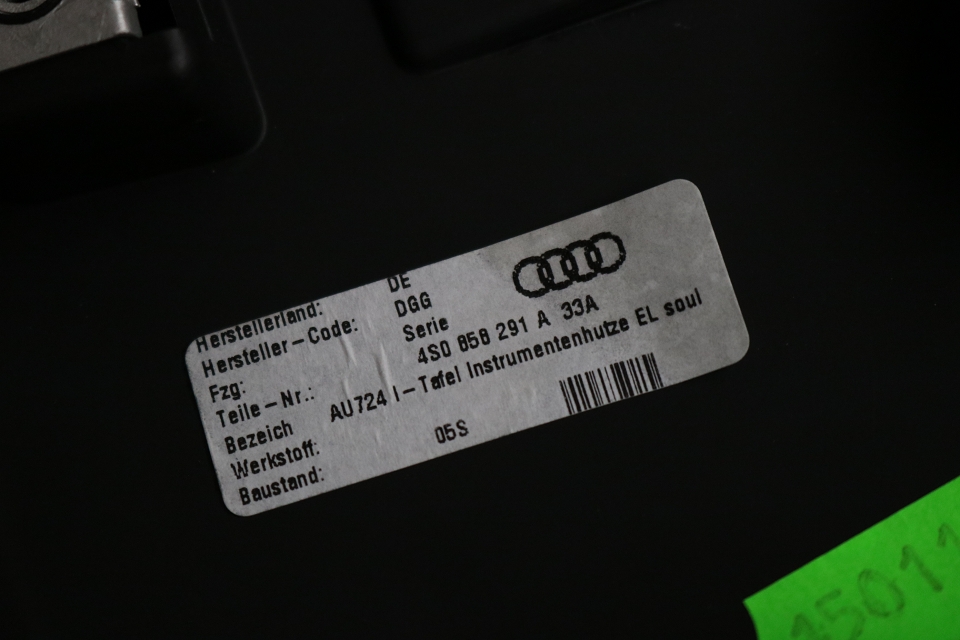 Herstellerland: DE
Hersteller-Code: DGG
Fzg: Serie
Teile-Nr.: 4S0 858 291 A 33A
Bezeich AU724 I-Tafel Instrumentenhutze EL soul
Werkstoff:
Baustand: 05S
15011